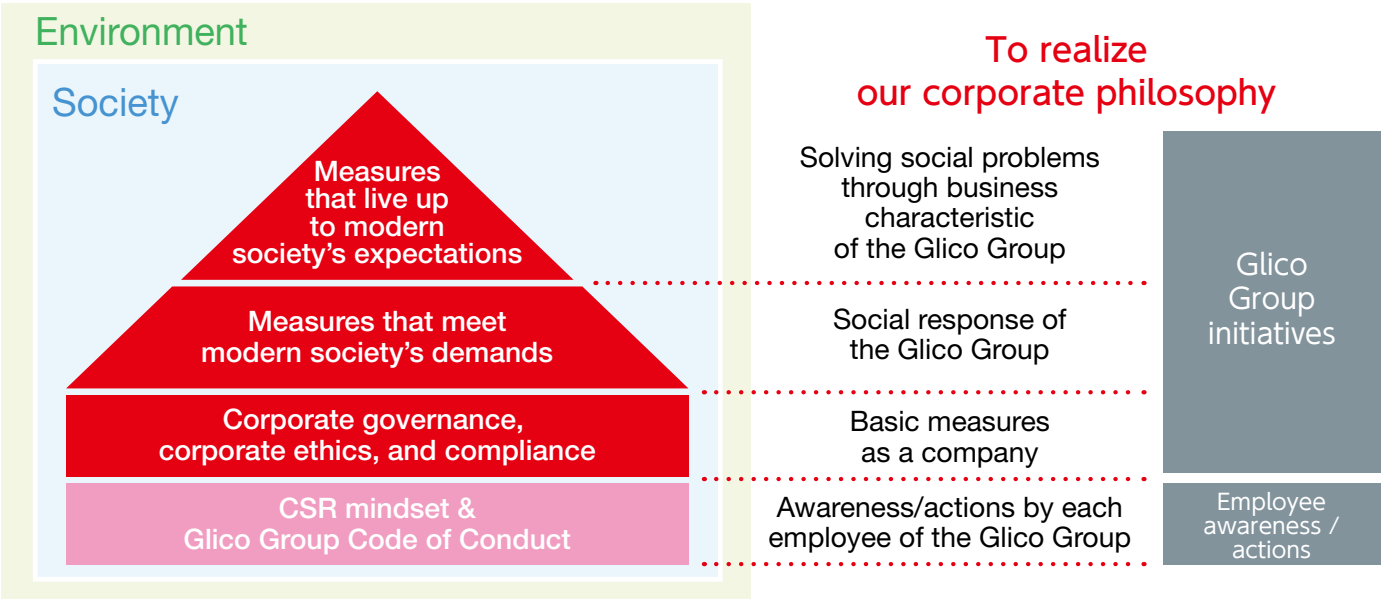 Environment
Society
Measures
that live up
to modern
society’s expectations
Measures that meet
modern society’s demands
Corporate governance,
corporate ethics, and compliance
CSR mindset &
Glico Group Code of Conduct
To realize
our corporate philosophy
Solving social problems
through business
characteristic
of the Glico Group
Social response of
the Glico Group
Basic measures
as a company
Awareness/actions by each
employee of the Glico Group
Glico
Group
initiatives
Employee
awareness /
actions